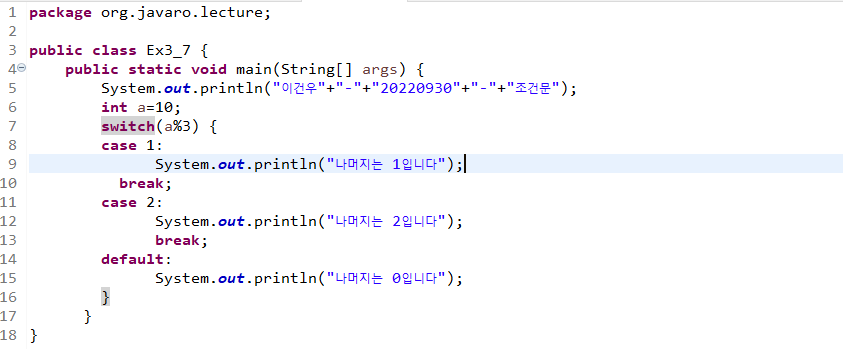 1 package org.javaro.lecture;
2
3 public class Ex3_7 {
4 public static void main(String[] args) {
5 System.out.println("이건우"+"-"+"20220930"+"-"+"조건문");
6 int a=10;
7 switch(a%3) {
8 case 1:
9 System.out.println("나머지는 1입니다");
10 break;
11 case 2:
12 System.out.println("나머지는 2입니다");
13 break;
14 default:
15 System.out.println("나머지는 0입니다");
16 }
17 }
18 }